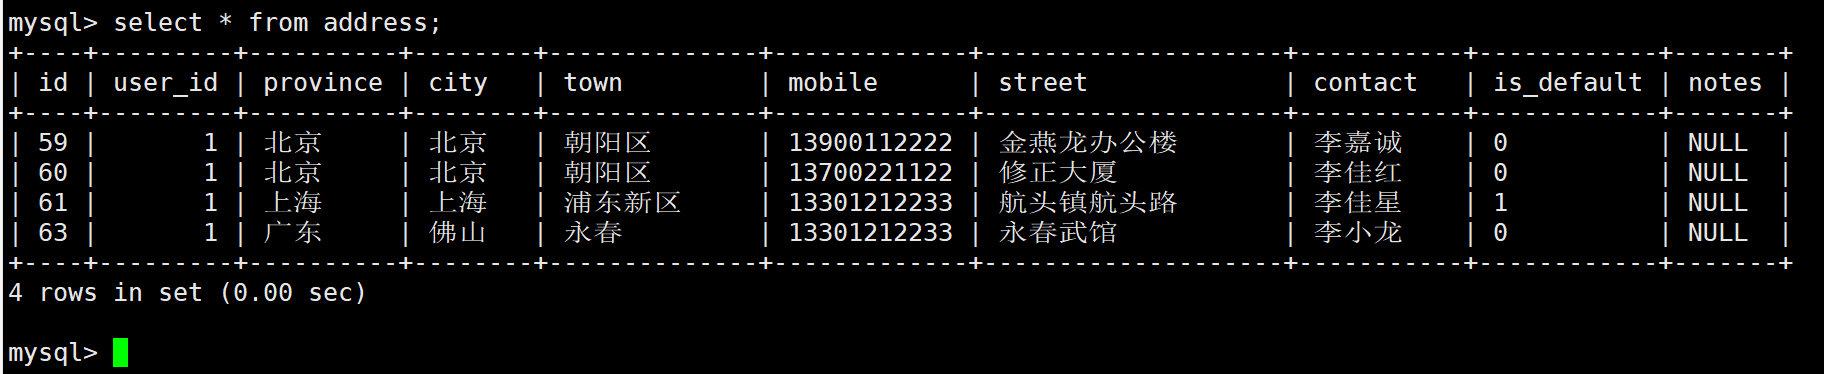 mysql> select * from address;
+----+---------+----------+--------+--------------+-------------+--------------------+-----------+------------+-------+
| id | user_id | province | city   | town         | mobile      | street             | contact   | is_default | notes |
+----+---------+----------+--------+--------------+-------------+--------------------+-----------+------------+-------+
| 59 |       1 | 北京     | 北京   | 朝阳区       | 13900112222 | 金燕龙办公楼       | 李嘉诚    | 0          | NULL  |
| 60 |       1 | 北京     | 北京   | 朝阳区       | 13700221122 | 修正大厦           | 李佳红    | 0          | NULL  |
| 61 |       1 | 上海     | 上海   | 浦东新区     | 13301212233 | 航头镇航头路       | 李佳星    | 1          | NULL  |
| 63 |       1 | 广东     | 佛山   | 永春         | 13301212233 | 永春武馆           | 李小龙    | 0          | NULL  |
+----+---------+----------+--------+--------------+-------------+--------------------+-----------+------------+-------+
4 rows in set (0.00 sec)
mysql>